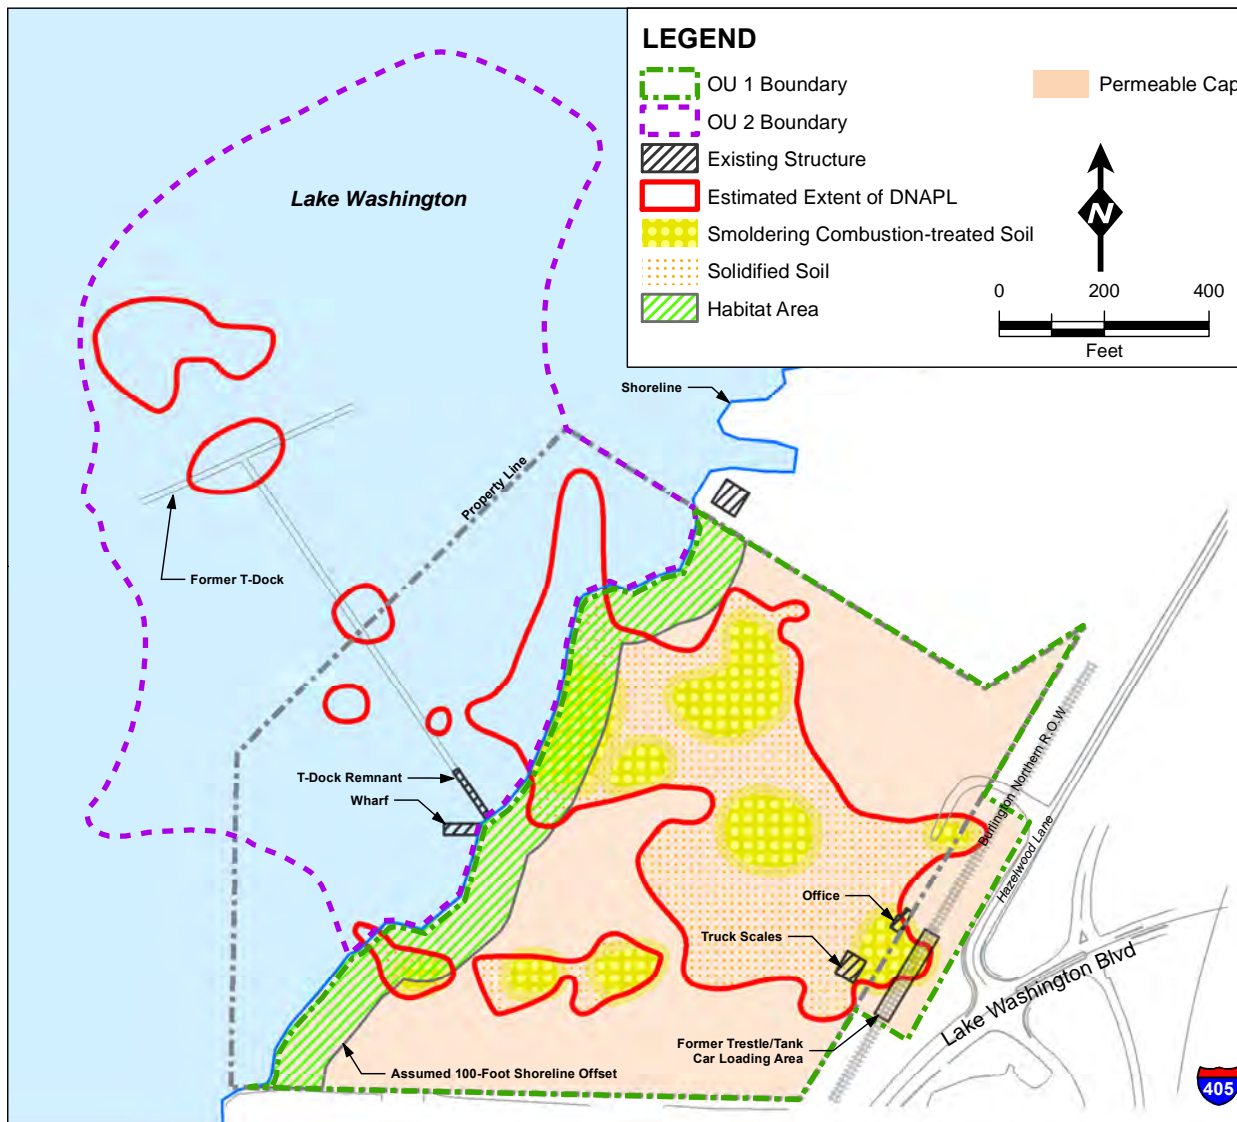 LEGEND
OU 1 Boundary
OU 2 Boundary
Existing Structure
Estimated Extent of DNAPL
Smoldering Combustion-treated Soil
Solidified Soil
Habitat Area
Permeable Cap
N
0 200 400
Feet
Lake Washington
Shoreline
Property Line
Former T-Dock
T-Dock Remnant
Wharf
Burlington Northern R.O.W
Hazelwood Lane
Office
Truck Scales
Lake Washington Blvd
Former Trestle/Tank
Car Loading Area
Assumed 100-Foot Shoreline Offset
405